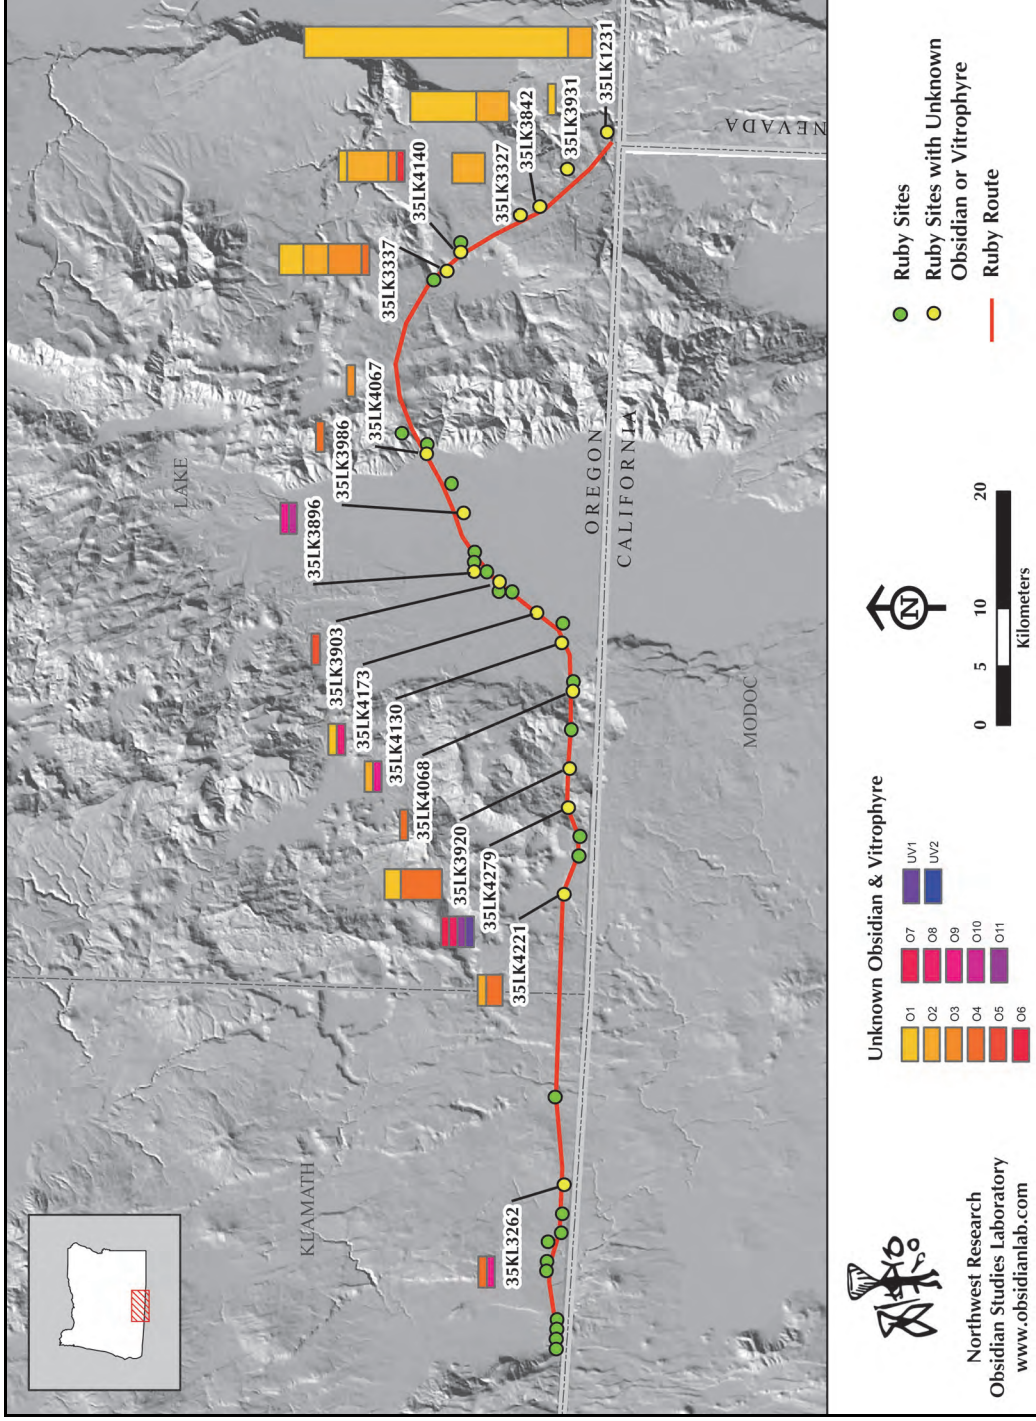 KLAMATH
LAKE
MODOC
OREGON
CALIFORNIA
NEVADA
35KL3262
35LK4221
35LK4279
35LK3920
35LK4068
35LK4130
35LK4173
35LK3903
35LK3896
35LK3986
35LK4067
35LK3337
35LK4140
35LK3327
35LK3842
35LK3931
35LK1231
Northwest Research
Obsidian Studies Laboratory
www.obsidianlab.com
Unknown Obsidian & Vitrophyre
O1
O2
O3
O4
O5
O6
O7
O8
O9
O10
O11
UV1
UV2
N
0 5 10 20
Kilometers
Ruby Sites
Ruby Sites with Unknown
Obsidian or Vitrophyre
Ruby Route